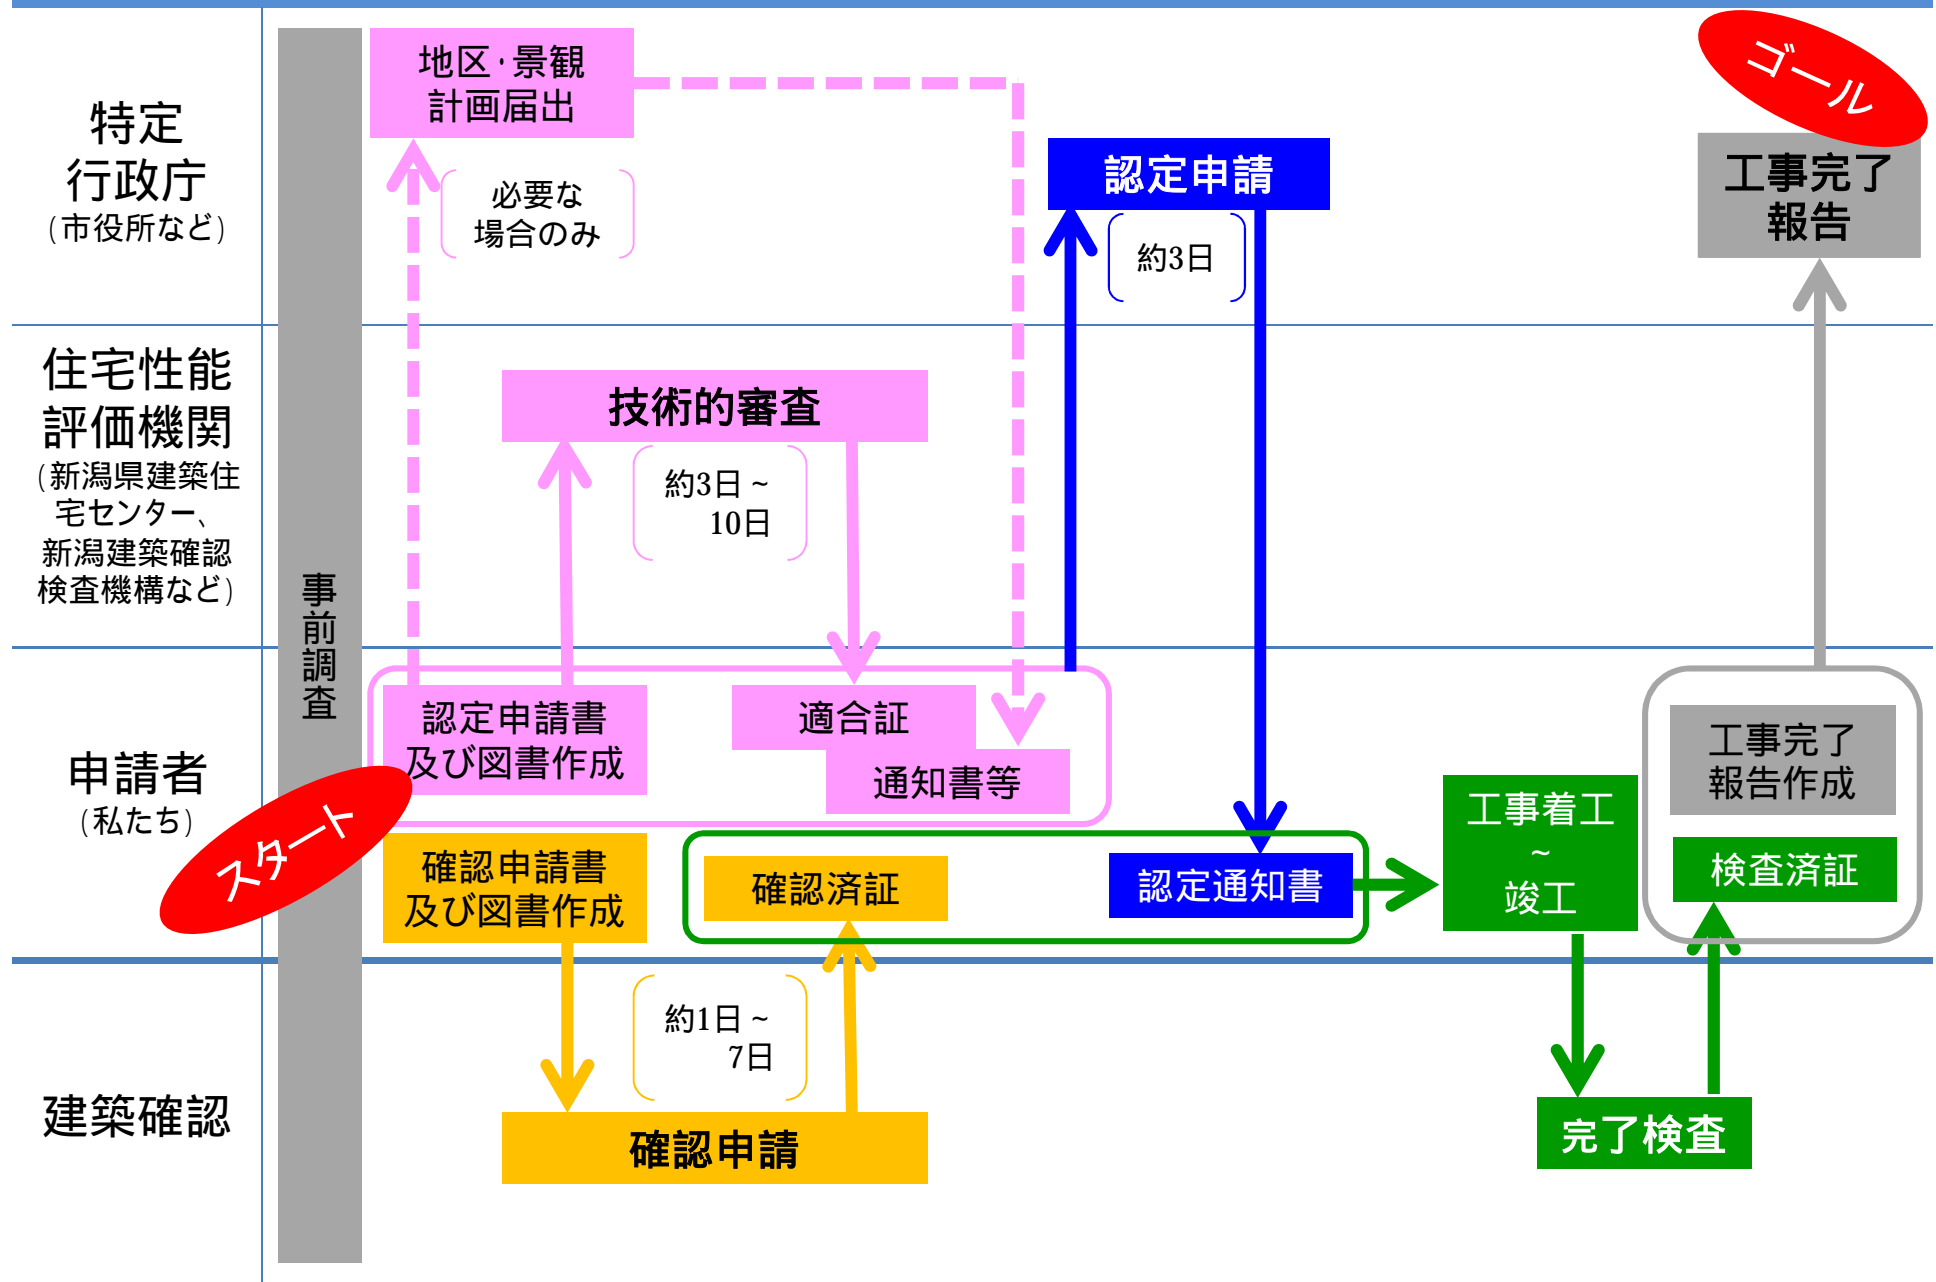 特定
行政庁
(市役所など)
地区・景観
計画届出
必要な
場合のみ
認定申請
約3日
ゴール
工事完了
報告
住宅性能
評価機関
(新潟県建築住
宅センター、
新潟建築確認
検査機構など)
技術的審査
約3日～
10日
事前調査
申請者
(私たち)
スタート
認定申請書
及び図書作成
適合証
通知書等
確認申請書
及び図書作成
確認済証
認定通知書
工事着工
～
竣工
工事完了
報告作成
検査済証
建築確認
約1日～
7日
確認申請
完了検査